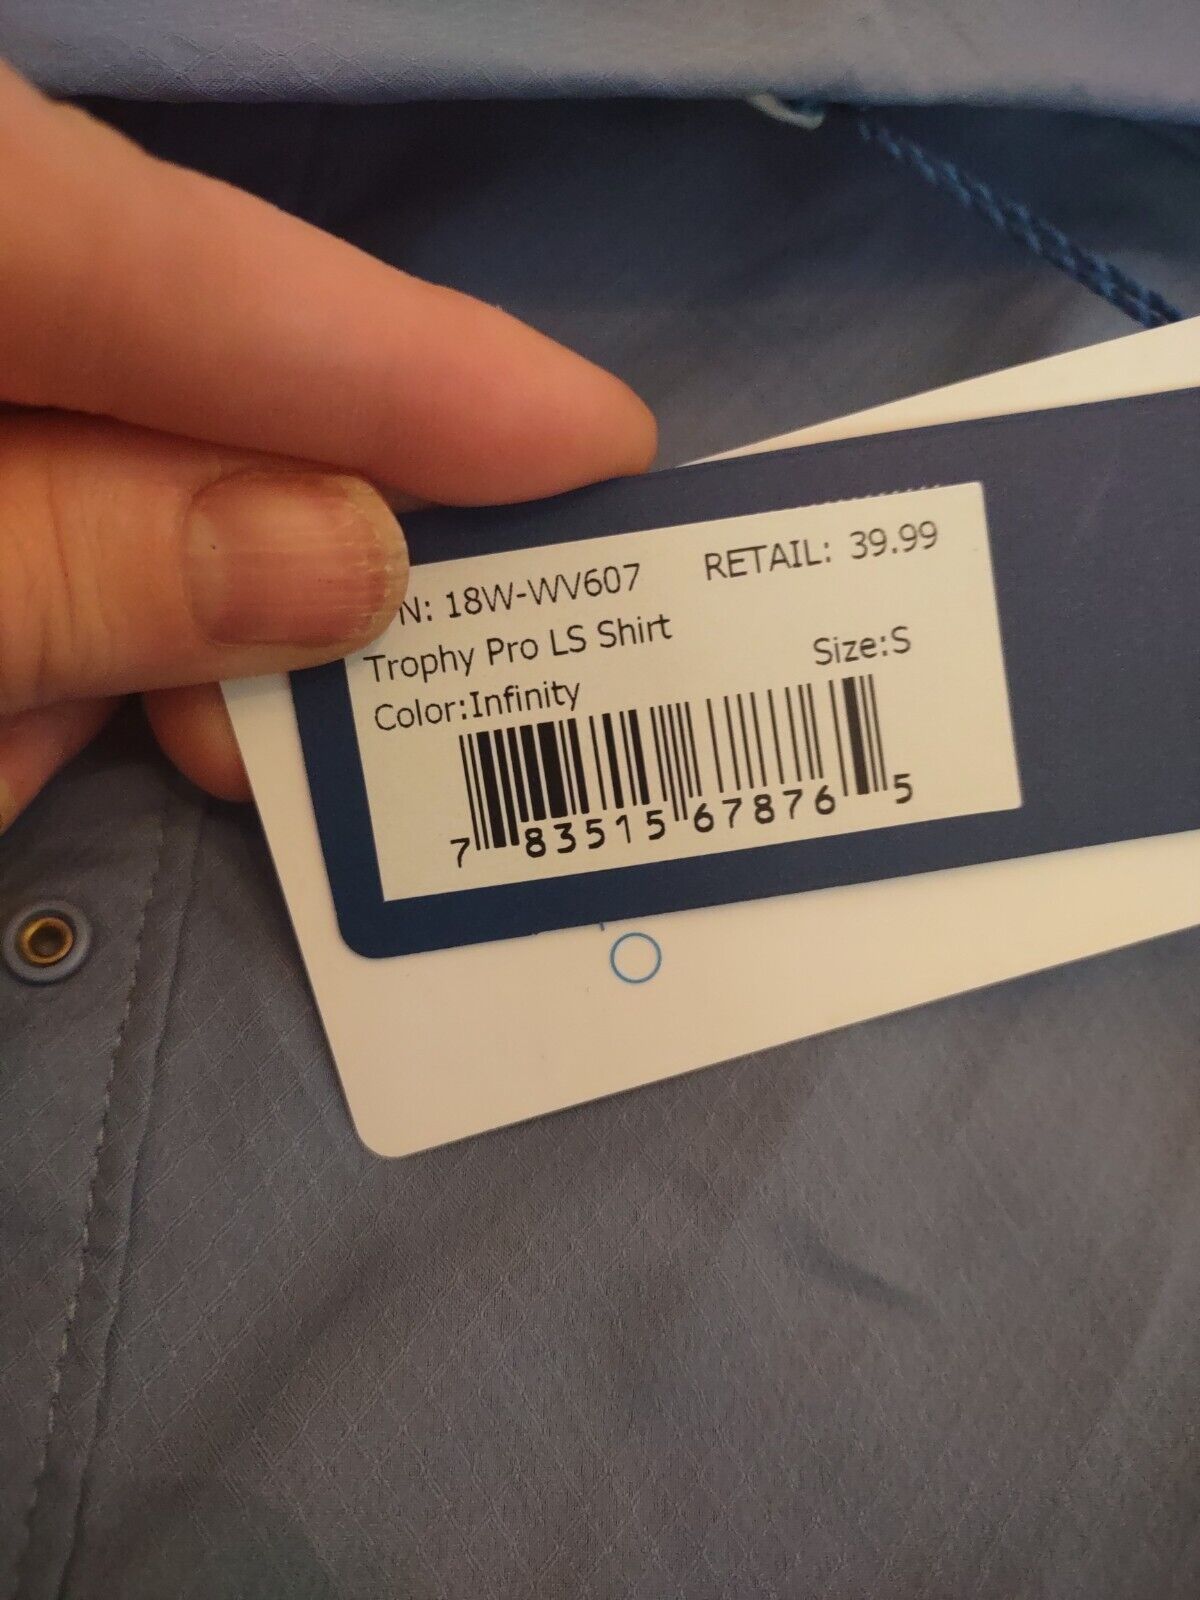 N: 18W-WV607 RETAIL: 39.99
Trophy Pro LS Shirt
Color:Infinity Size:S
7 83515 67876 5